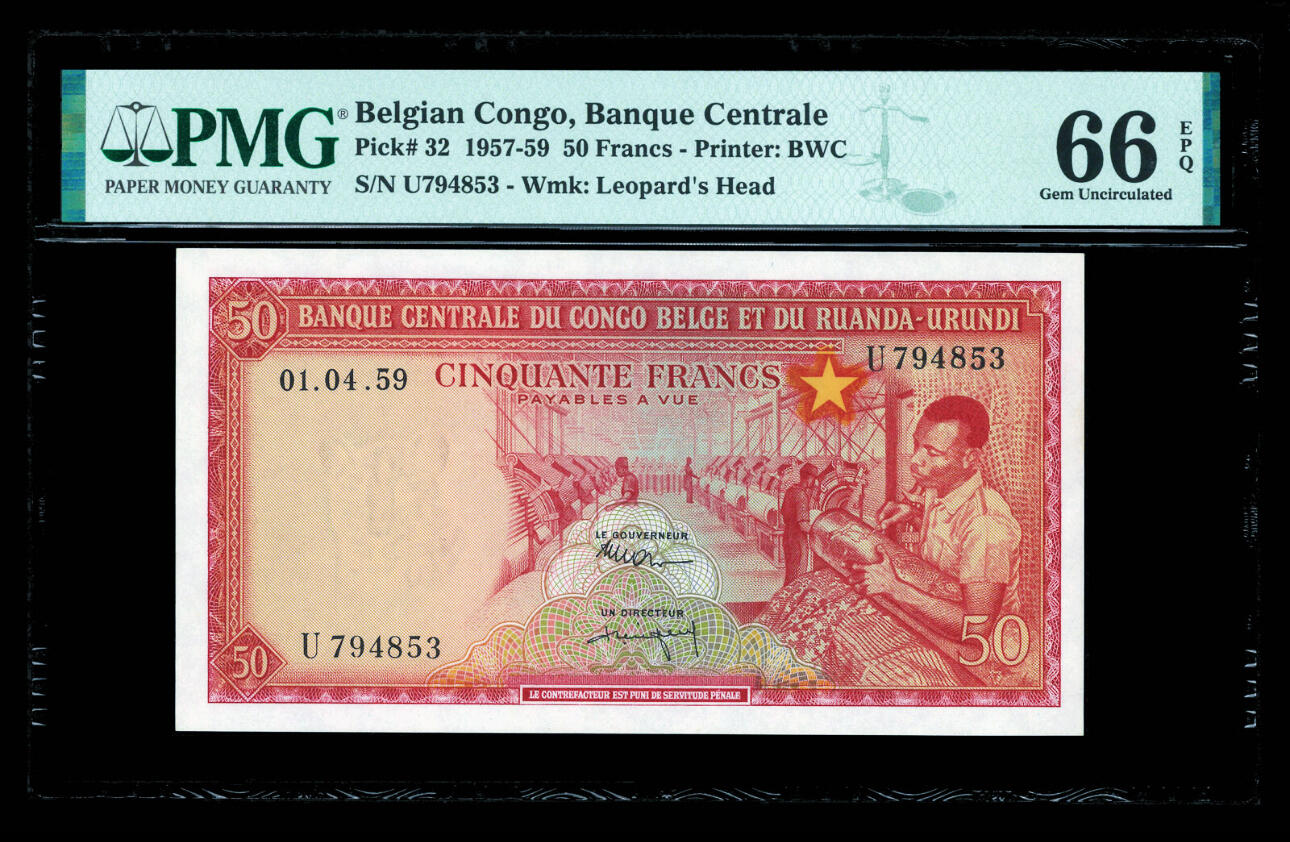 PMG®
PAPER MONEY GUARANTY
Belgian Congo, Banque Centrale
Pick# 32 1957-59 50 Francs - Printer: BWC
S/N U794853 - Wmk: Leopard's Head
66 EPQ
Gem Uncirculated
50 BANQUE CENTRALE DU CONGO BELGE ET DU RUANDA-URUNDI
U 794853
01.04.59 CINQUANTE FRANCS
PAYABLES A VUE
LE GOUVERNEUR
UN DIRECTEUR
50 U 794853 50
LE CONTREFACTEUR EST PUNI DE SERVITUDE PÉNALE